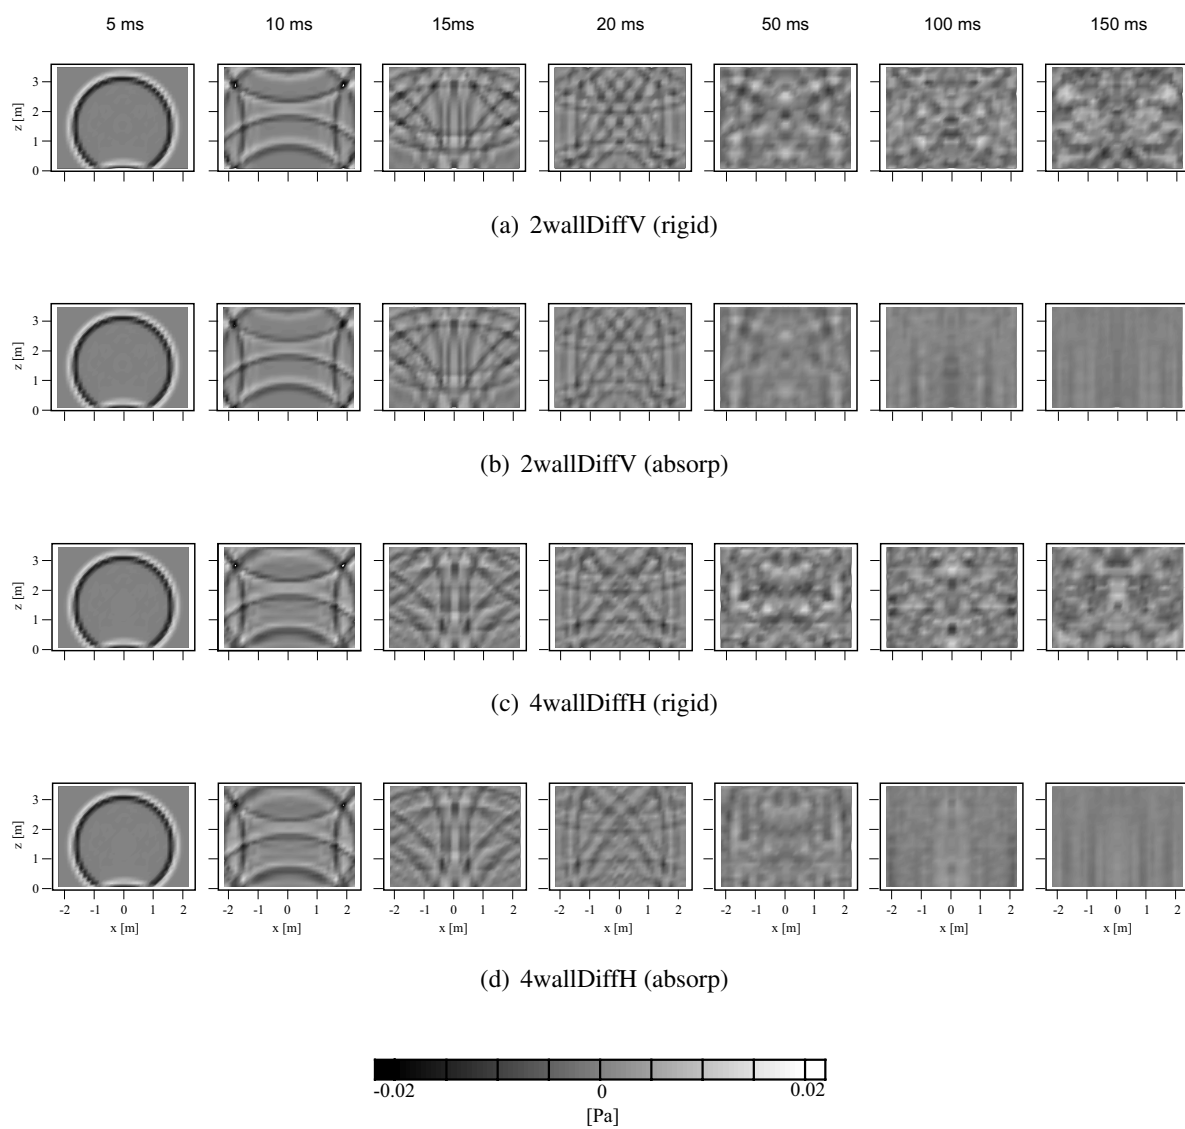 5 ms 10 ms 15ms 20 ms 50 ms 100 ms 150 ms
3
2
1
0
z [m]
(a) 2wallDiffV (rigid)
3
2
1
0
z [m]
(b) 2wallDiffV (absorp)
3
2
1
0
z [m]
(c) 4wallDiffH (rigid)
3
2
1
0
z [m]
-2 -1 0 1 2 -2 -1 0 1 2 -2 -1 0 1 2 -2 -1 0 1 2 -2 -1 0 1 2 -2 -1 0 1 2 -2 -1 0 1 2
x [m] x [m] x [m] x [m] x [m] x [m] x [m]
(d) 4wallDiffH (absorp)
-0.02 0 0.02
[Pa]